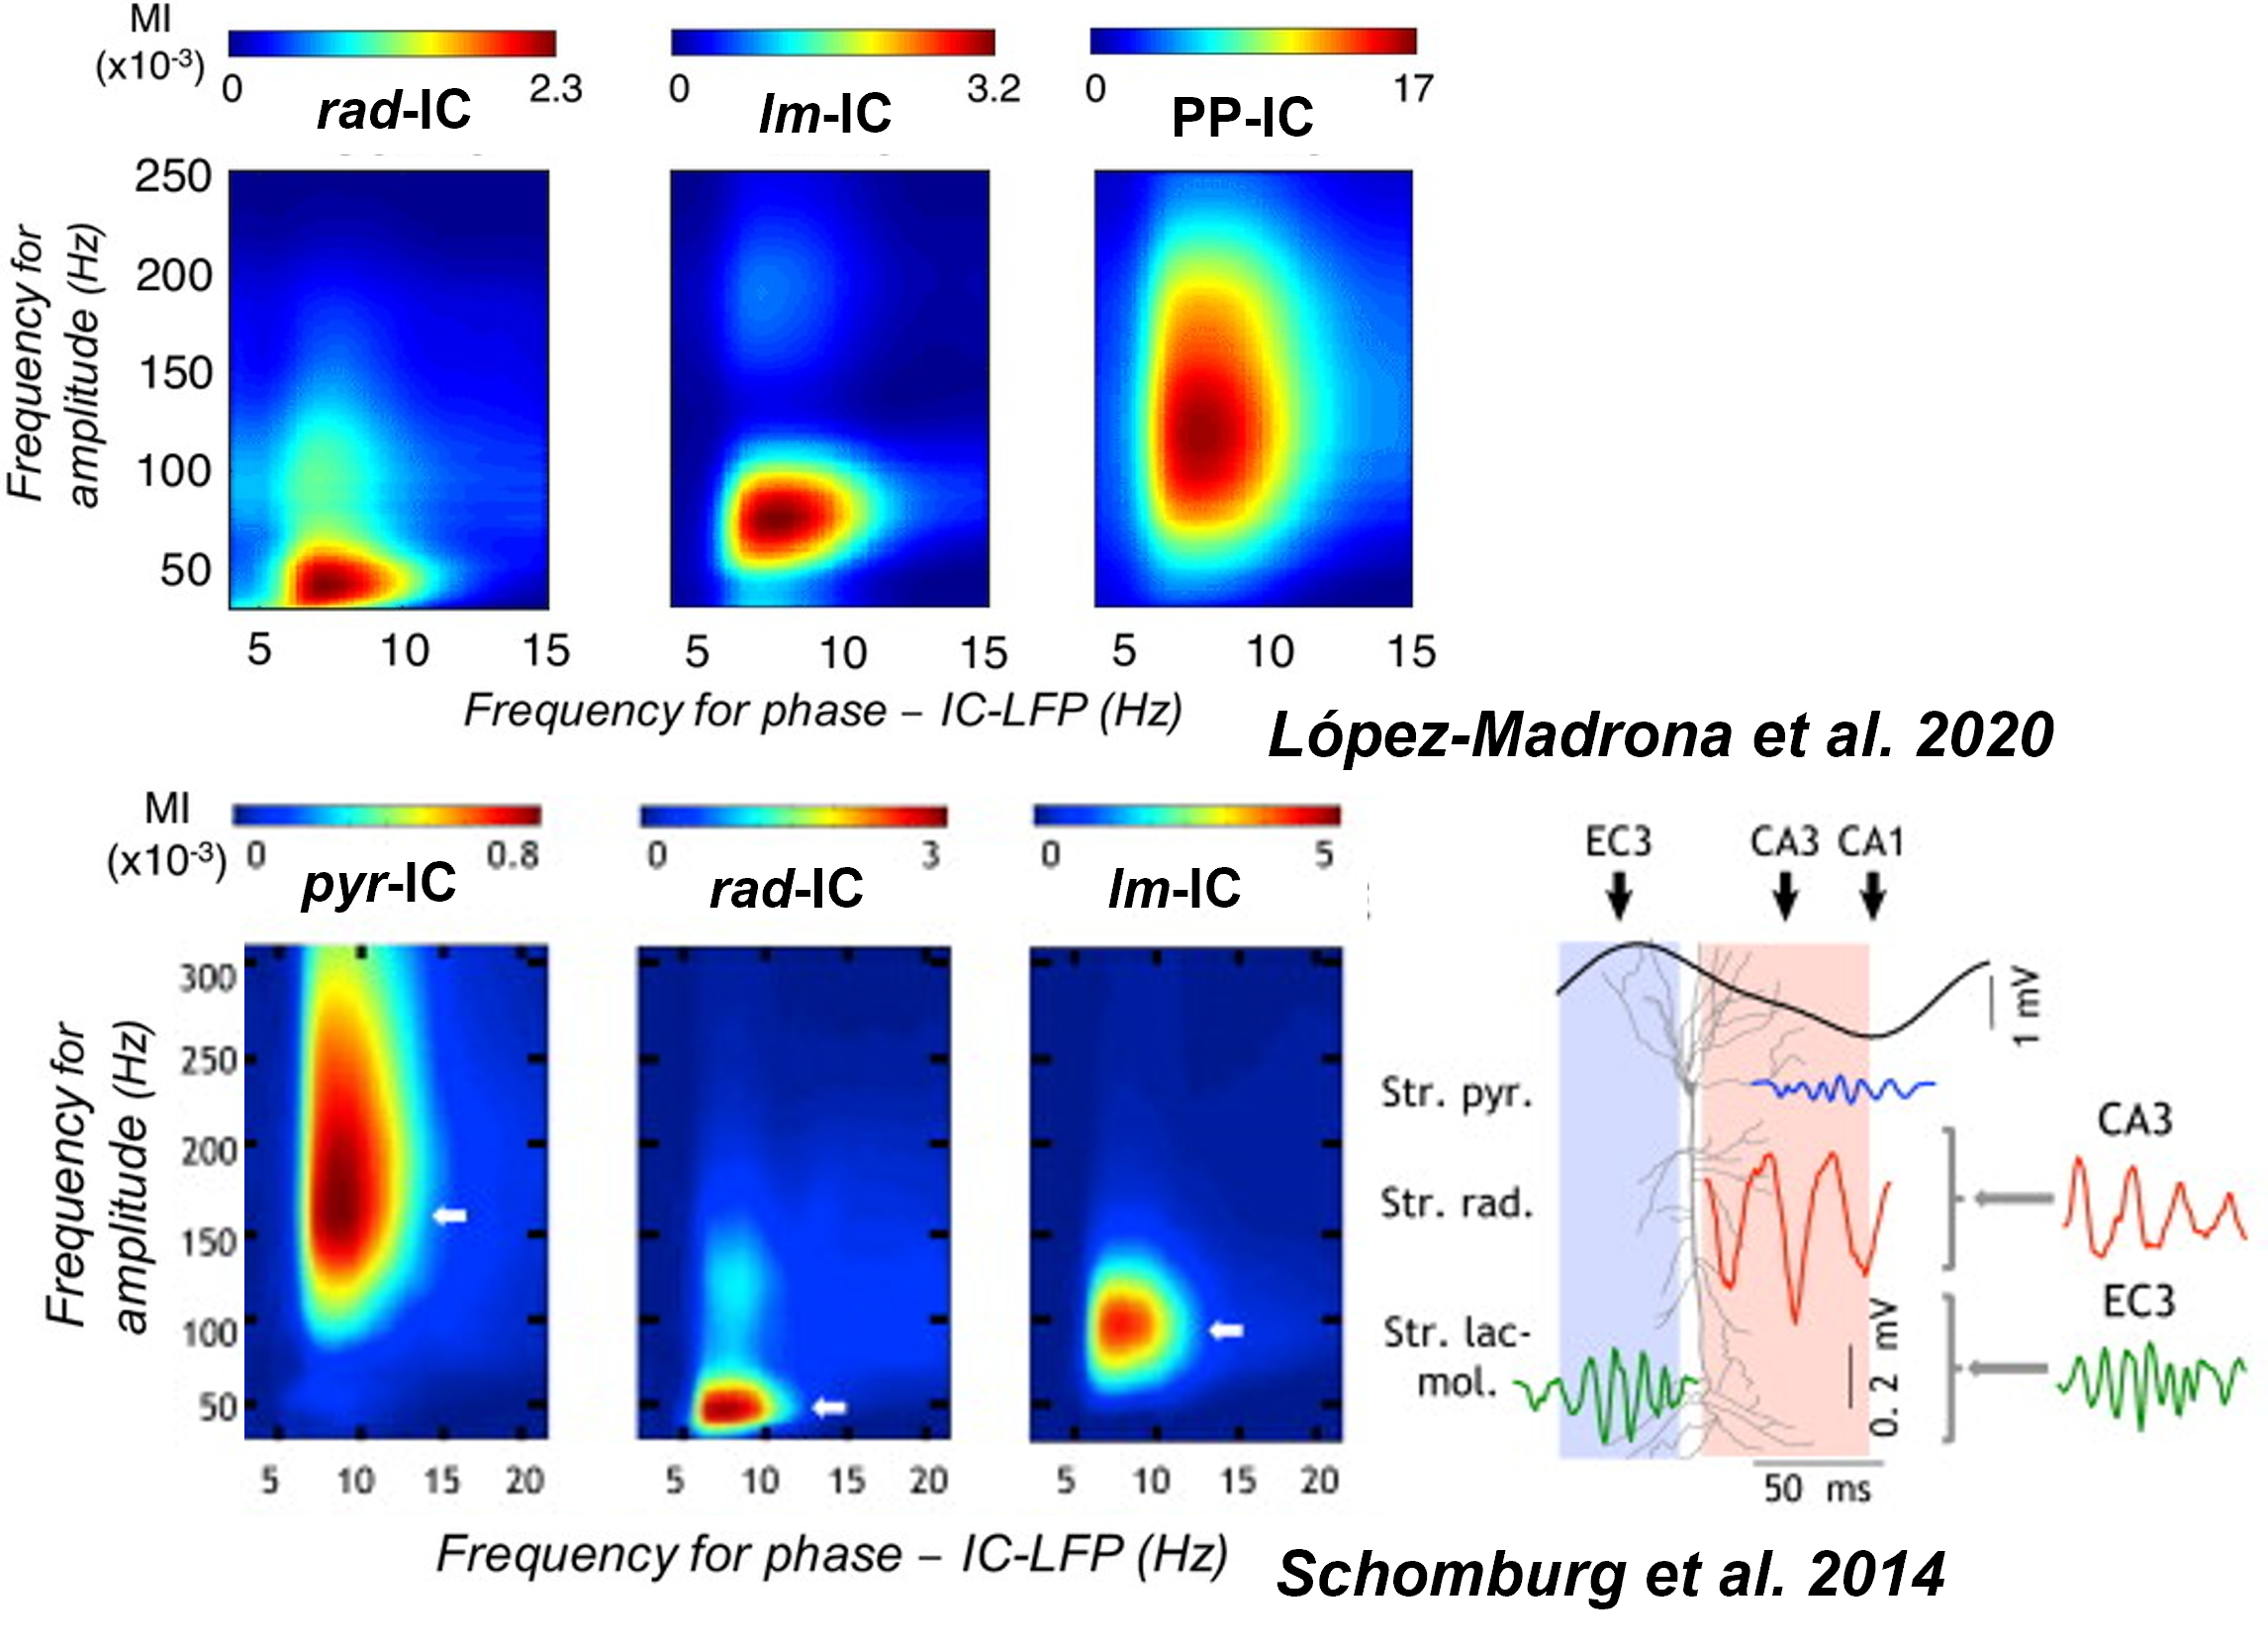 MI
(x10-3)
0 2.3
0 3.2
0 17
rad-IC
lm-IC
PP-IC
Frequency for
amplitude (Hz)
250
200
150
100
50
5 10 15
5 10 15
5 10 15
Frequency for phase – IC-LFP (Hz)
López-Madrona et al. 2020
MI
(x10-3)
0 0.8
0 3
0 5
pyr-IC
rad-IC
lm-IC
Frequency for
amplitude (Hz)
300
250
200
150
100
50
5 10 15 20
5 10 15 20
5 10 15 20
Frequency for phase – IC-LFP (Hz)
EC3 CA3 CA1
1 mV
Str. pyr.
Str. rad.
Str. lac-
mol.
CA3
EC3
0. 2 mV
50 ms
Schomburg et al. 2014